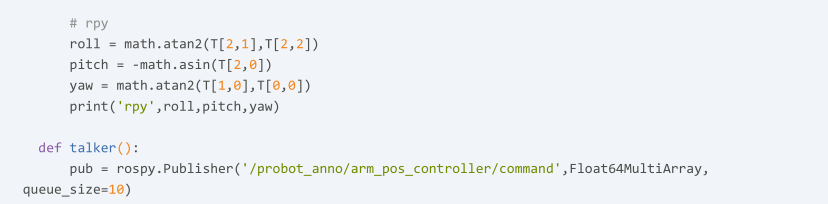 # rpy
roll = math.atan2(T[2,1],T[2,2])
pitch = -math.asin(T[2,0])
yaw = math.atan2(T[1,0],T[0,0])
print('rpy',roll,pitch,yaw)
def talker():
pub = rospy.Publisher('/probot_anno/arm_pos_controller/command',Float64MultiArray,
queue_size=10)